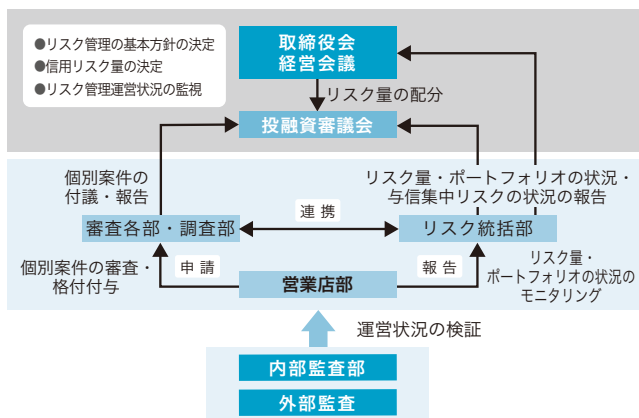 ●リスク管理の基本方針の決定
●信用リスク量の決定
●リスク管理運営状況の監視
取締役会
経営会議
リスク量の配分
投融資審議会
個別案件の
付議・報告
リスク量・ポートフォリオの状況・
与信集中リスクの状況の報告
連携
審査各部・調査部
リスク統括部
個別案件の審査・
格付付与
申請
報告
リスク量・
ポートフォリオの状況の
モニタリング
営業店部
運営状況の検証
内部監査部
外部監査